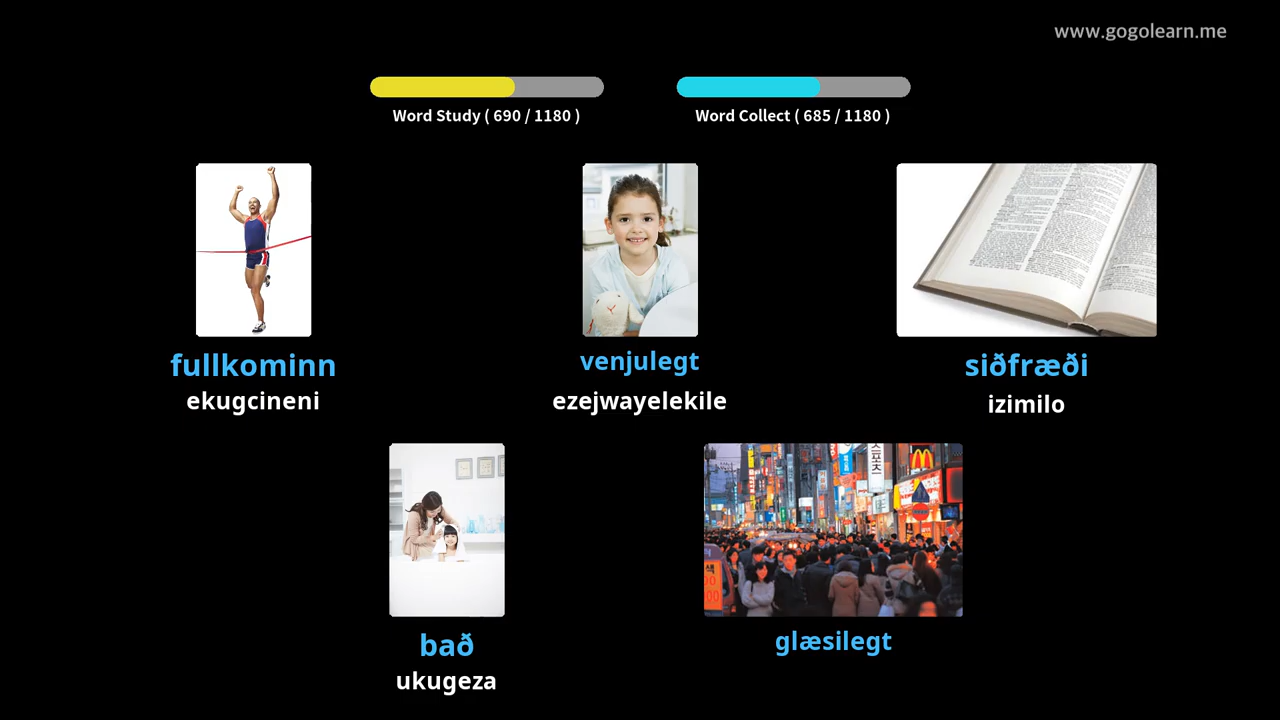 www.gogolearn.me
Word Study ( 690 / 1180 )
Word Collect ( 685 / 1180 )
fullkominn
ekugcineni
venjulegt
ezejwayelekile
siðfræði
izimilo
bað
ukugeza
glæsilegt